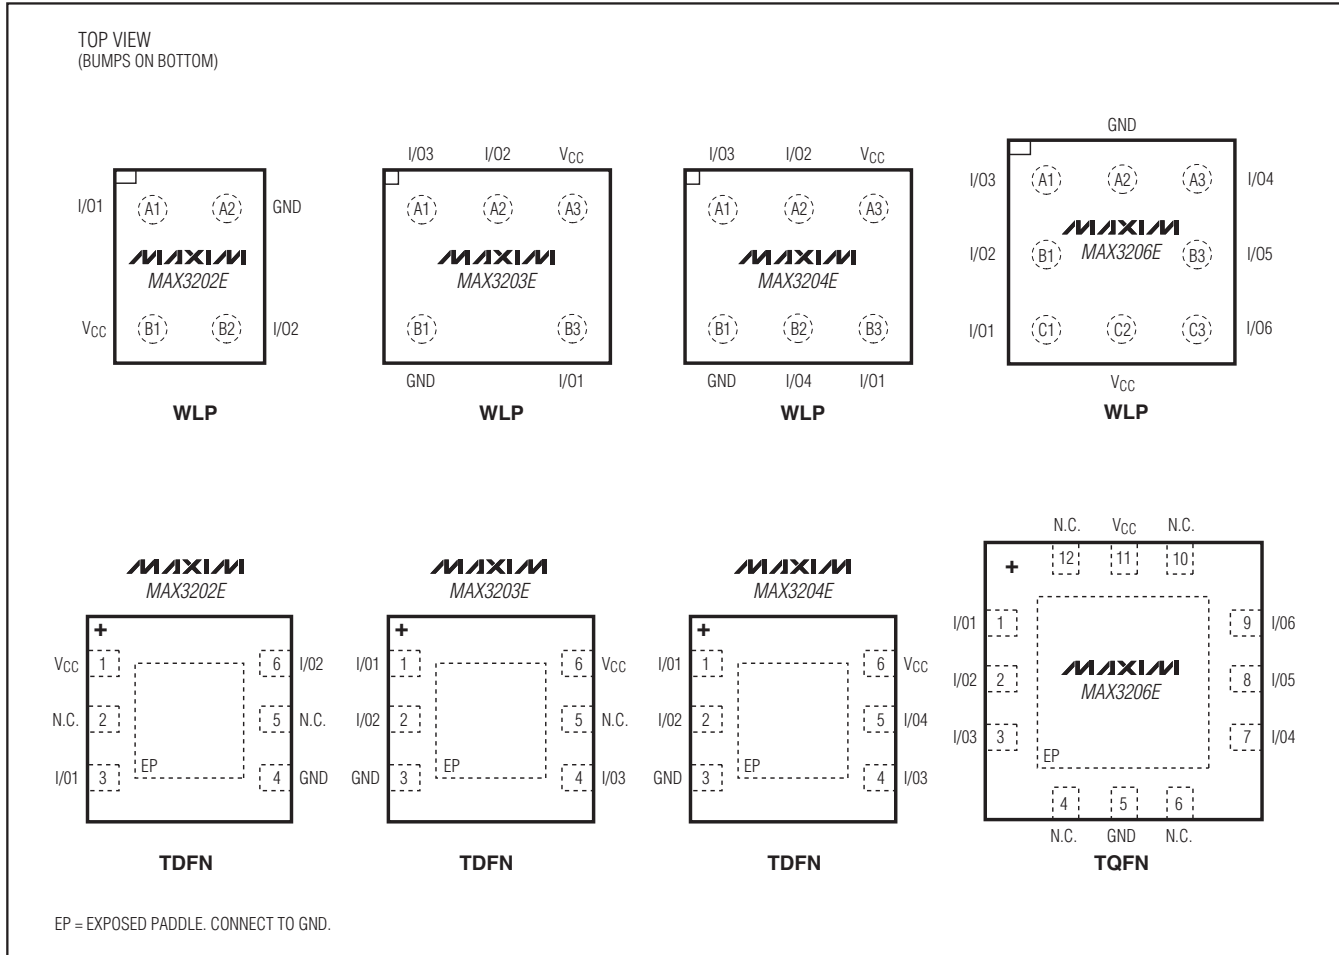 TOP VIEW
(BUMPS ON BOTTOM)
I/O1 A1 A2 GND
MAXIM
MAX3202E
VCC B1 B2 I/O2
WLP
I/O3 I/O2 VCC
A1 A2 A3
MAXIM
MAX3203E
B1 B3
GND I/O1
WLP
I/O3 I/O2 VCC
A1 A2 A3
MAXIM
MAX3204E
B1 B2 B3
GND I/O4 I/O1
WLP
GND
I/O3 A1 A2 A3 I/O4
MAXIM
MAX3206E
I/O2 B1 B3 I/O5
I/O1 C1 C2 C3 I/O6
VCC
WLP
MAXIM
MAX3202E
+
VCC 1 6 I/O2
N.C. 2 5 N.C.
I/O1 3 EP 4 GND
TDFN
MAXIM
MAX3203E
+
I/O1 1 6 VCC
I/O2 2 5 N.C.
GND 3 EP 4 I/O3
TDFN
MAXIM
MAX3204E
+
I/O1 1 6 VCC
I/O2 2 5 I/O4
GND 3 EP 4 I/O3
TDFN
N.C. VCC N.C.
+ 12 11 10
I/O1 1 9 I/O6
MAXIM
MAX3206E
I/O2 2 8 I/O5
I/O3 3 7 I/O4
EP
4 5 6
N.C. GND N.C.
TQFN
EP = EXPOSED PADDLE. CONNECT TO GND.